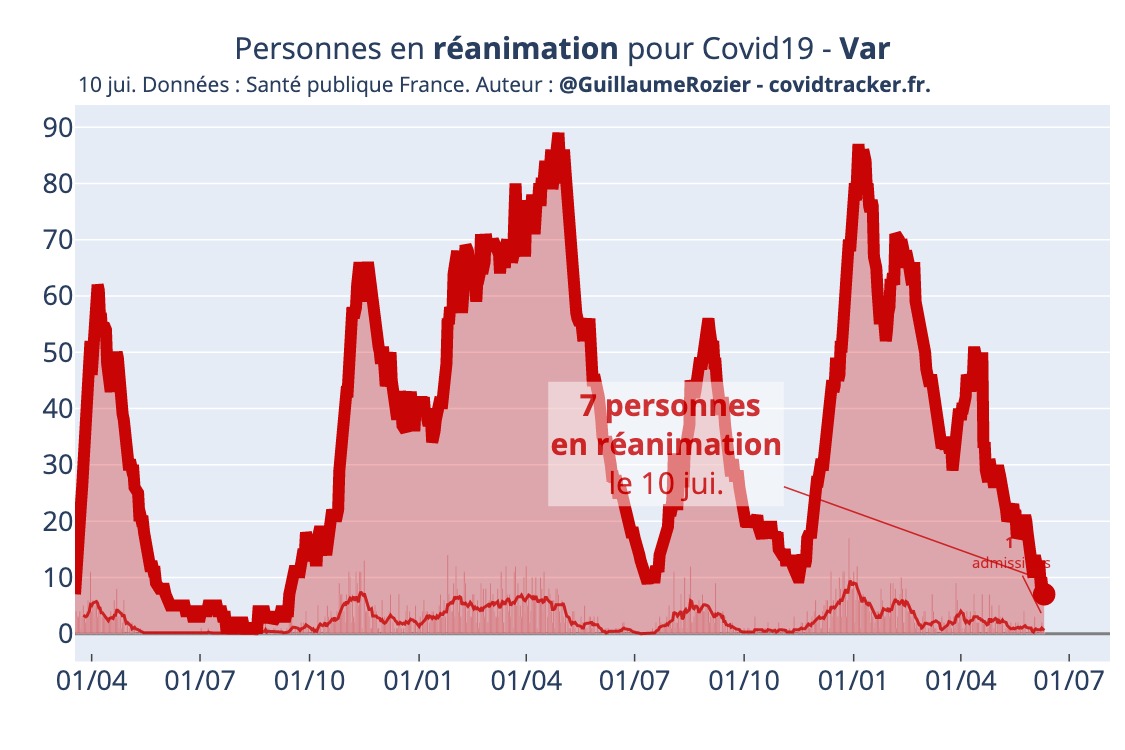 Personnes en réanimation pour Covid19 - Var
10 jui. Données : Santé publique France. Auteur : @GuillaumeRozier - covidtracker.fr.
90
80
70
60
50
40
30
20
10
0
7 personnes
en réanimation
le 10 jui.
1
admissions
01/04 01/07 01/10 01/01 01/04 01/07 01/10 01/01 01/04 01/07